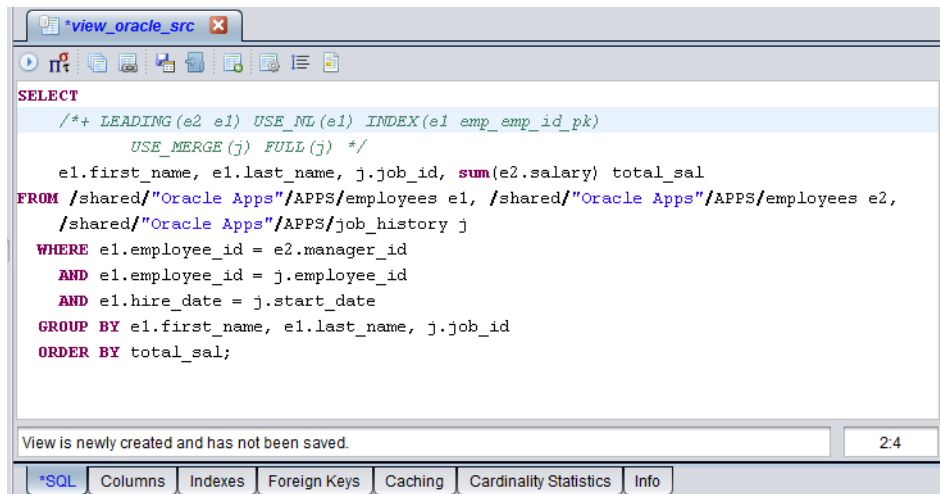 *view_oracle_src
SELECT
/*+ LEADING(e2 e1) USE_NL(e1) INDEX(e1 emp_emp_id_pk)
USE_MERGE(j) FULL(j) */
e1.first_name, e1.last_name, j.job_id, sum(e2.salary) total_sal
FROM /shared/"Oracle Apps"/APPS/employees e1, /shared/"Oracle Apps"/APPS/employees e2,
/shared/"Oracle Apps"/APPS/job_history j
WHERE e1.employee_id = e2.manager_id
AND e1.employee_id = j.employee_id
AND e1.hire_date = j.start_date
GROUP BY e1.first_name, e1.last_name, j.job_id
ORDER BY total_sal;
View is newly created and has not been saved. 2:4
*SQL Columns Indexes Foreign Keys Caching Cardinality Statistics Info